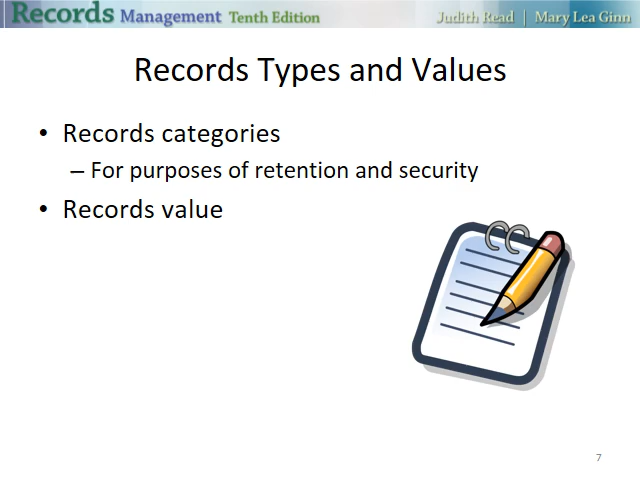 Records Management Tenth Edition Judith Read | Mary Lea Ginn
Records Types and Values
• Records categories
– For purposes of retention and security
• Records value
7